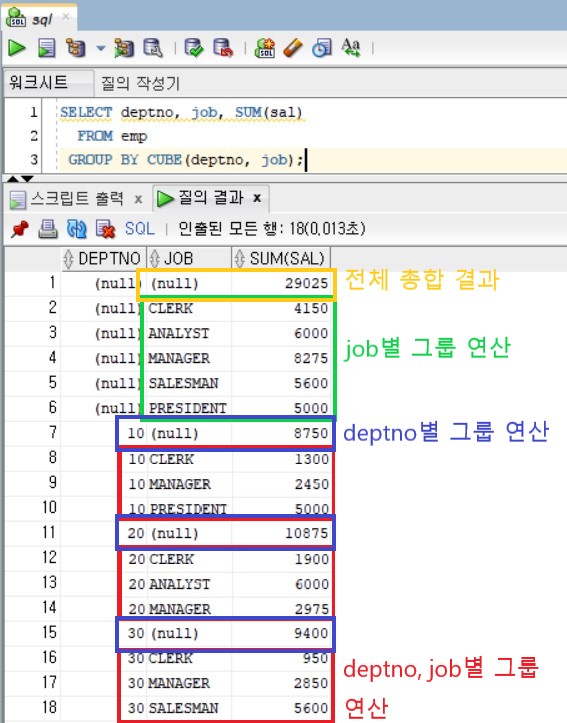 sql
워크시트 질의 작성기
1 SELECT deptno, job, SUM(sal)
2 FROM emp
3 GROUP BY CUBE(deptno, job);
스크립트 출력 x 질의 결과 x
SQL | 인출된 모든 행: 18(0,013초)
DEPTNO JOB SUM(SAL)
1 (null) (null) 29025 전체 총합 결과
2 (null) CLERK 4150
3 (null) ANALYST 6000
4 (null) MANAGER 8275 job별 그룹 연산
5 (null) SALESMAN 5600
6 (null) PRESIDENT 5000
7 10 (null) 8750 deptno별 그룹 연산
8 10 CLERK 1300
9 10 MANAGER 2450
10 10 PRESIDENT 5000
11 20 (null) 10875
12 20 CLERK 1900
13 20 ANALYST 6000
14 20 MANAGER 2975
15 30 (null) 9400
16 30 CLERK 950 deptno, job별 그룹
17 30 MANAGER 2850
18 30 SALESMAN 5600 연산